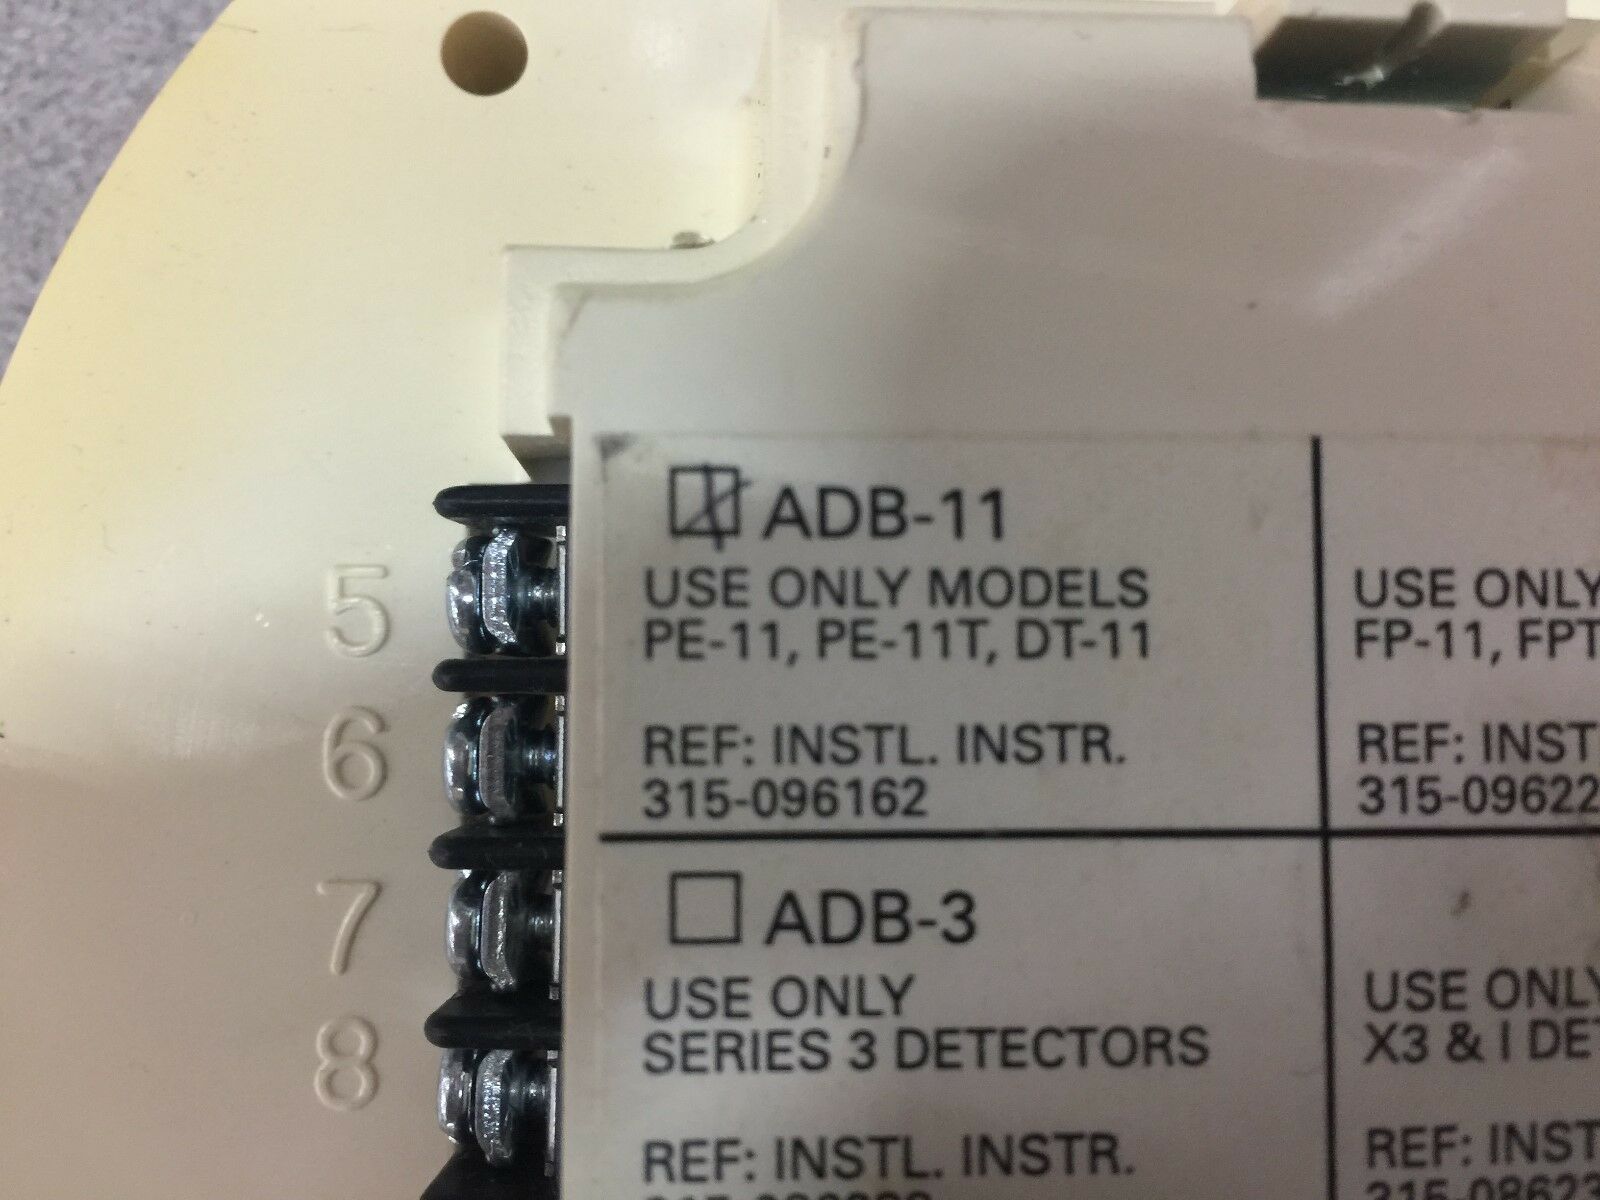 5
6
7
8
ADB-11
USE ONLY MODELS
PE-11, PE-11T, DT-11
REF: INSTL. INSTR.
315-096162
USE ONLY
FP-11, FPT
REF: INST
315-09622
ADB-3
USE ONLY
SERIES 3 DETECTORS
REF: INSTL. INSTR.
USE ONLY
X3 & I DET
REF: INST